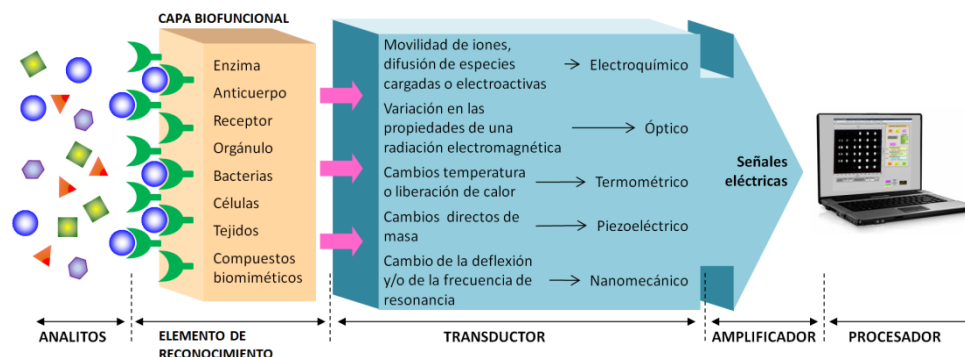 CAPA BIOFUNCIONAL
Enzima
Anticuerpo
Receptor
Orgánulo
Bacterias
Células
Tejidos
Compuestos
biomiméticos
Movilidad de iones,
difusión de especies
cargadas o electroactivas
Electroquímico
Variación en las
propiedades de una
radiación electromagnética
Óptico
Cambios temperatura
o liberación de calor
Termométrico
Cambios directos de
masa
Piezoeléctrico
Cambio de la deflexión
y/o de la frecuencia de
resonancia
Nanomecánico
Señales
eléctricas
ANALITOS
ELEMENTO DE
RECONOCIMIENTO
TRANSDUCTOR
AMPLIFICADOR
PROCESADOR